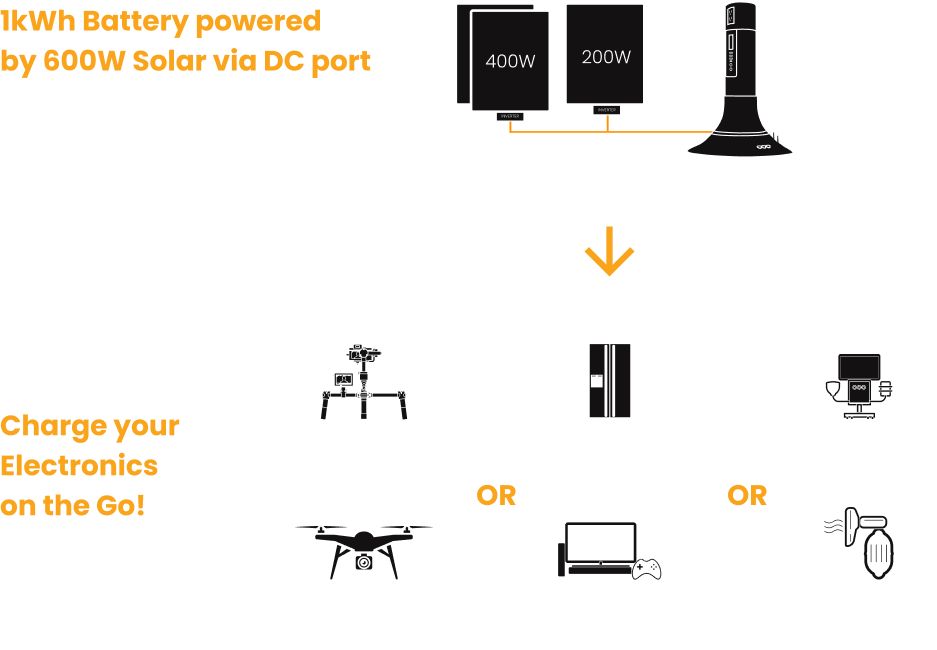 1kWh Battery powered
by 600W Solar via DC port
400W
200W
INVERTER
INVERTER
Charge your
Electronics
on the Go!
OR
OR